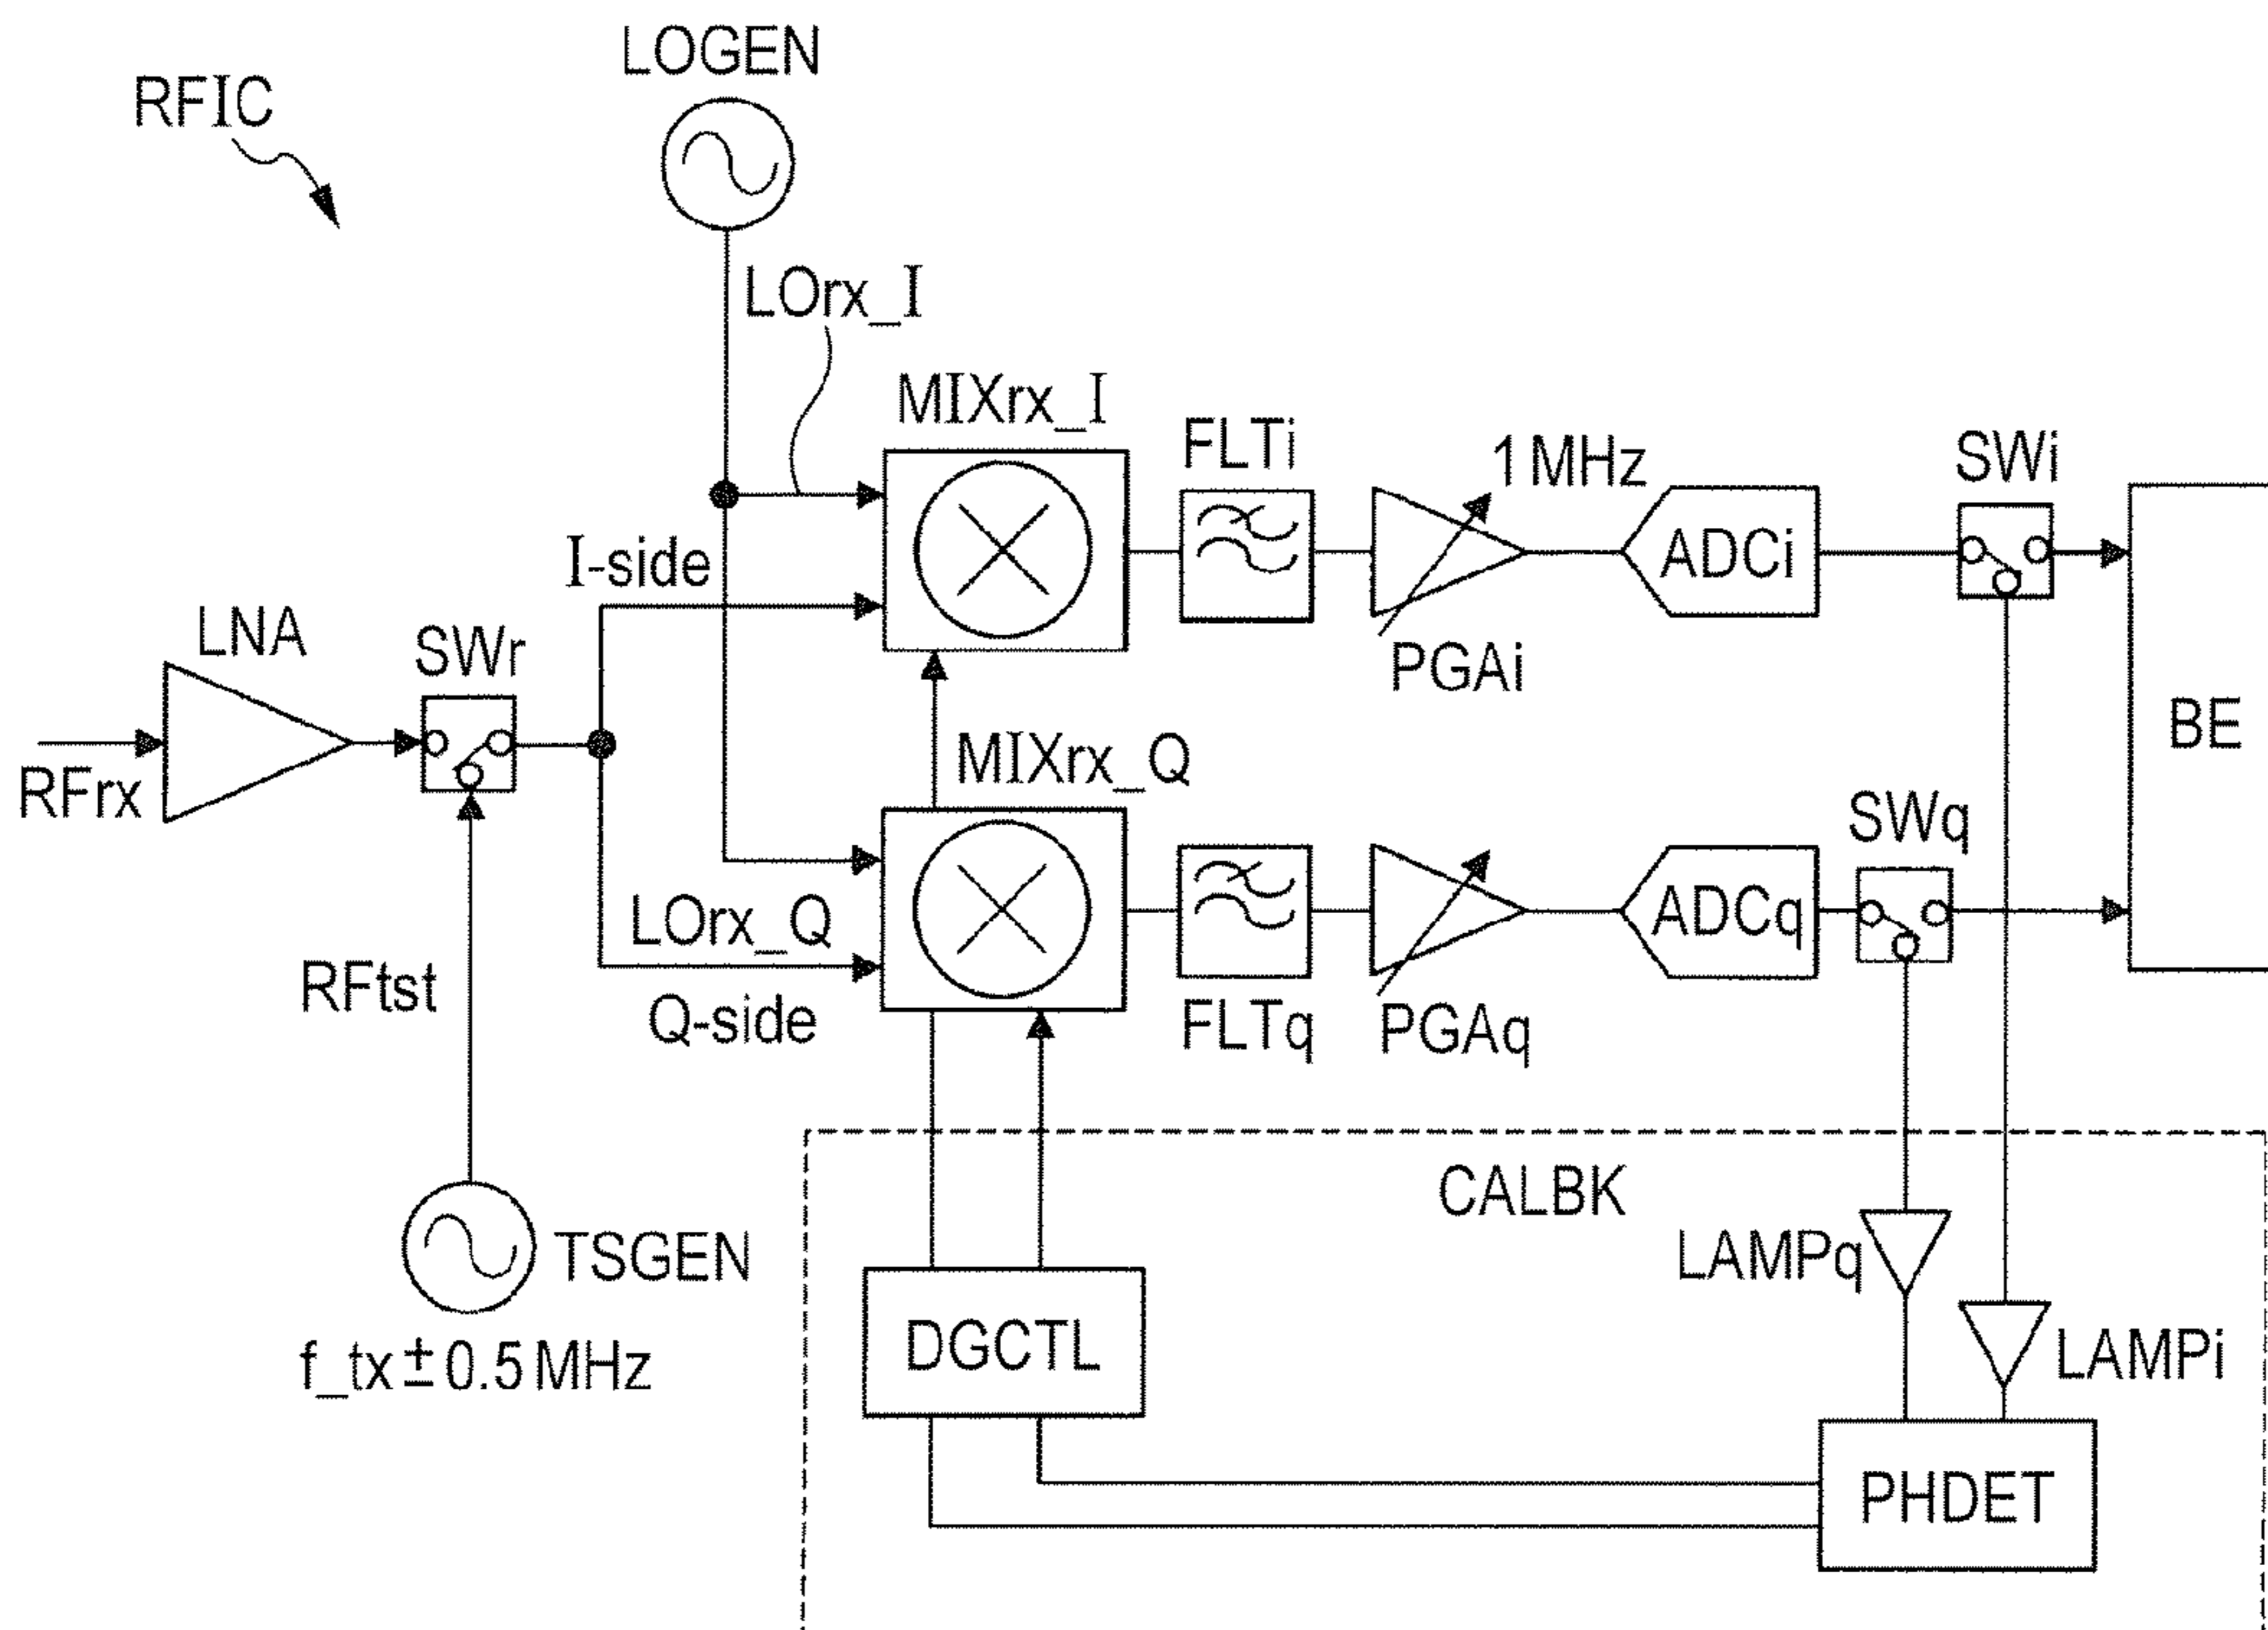 LOGEN
RFIC
LOrx_I
MIXrx_I
FLTi
1 MHz
SWi
ADCi
I-side
LNA
SWr
PGAi
BE
RFrx
MIXrx_Q
SWq
ADCq
LOrx_Q
RFtst
Q-side
FLTq
PGAq
CALBK
LAMPq
TSGEN
DGCTL
LAMPi
f_tx ± 0.5 MHz
PHDET